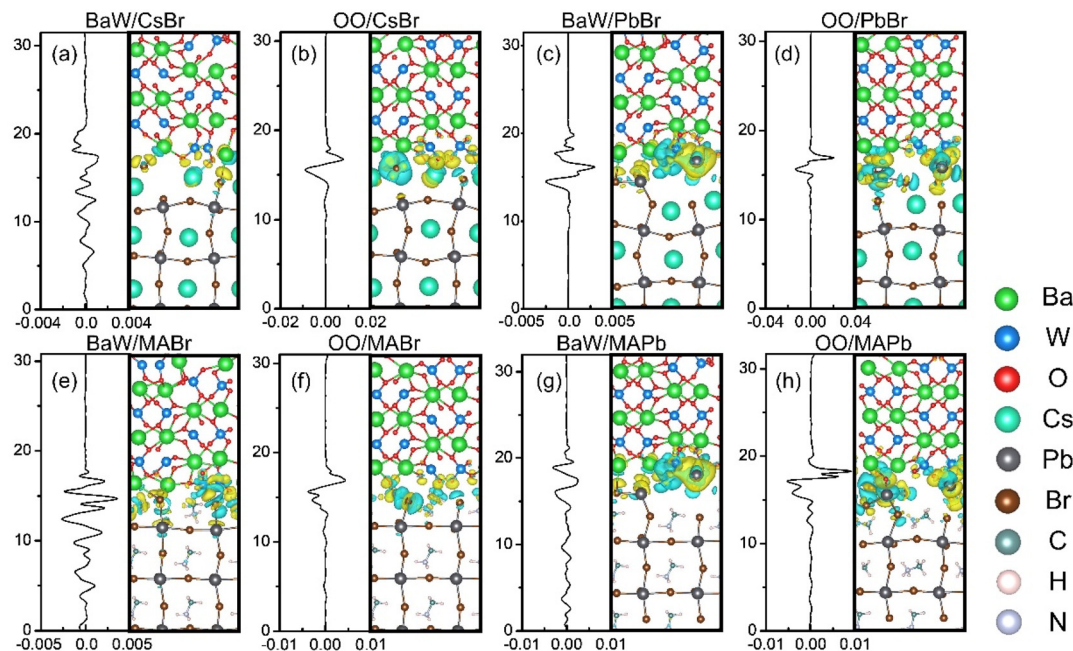 BaW/CsBr OO/CsBr BaW/PbBr OO/PbBr
(a) (b) (c) (d)
30 30 30 30
20 20 20 20
10 10 10 10
0 0 0 0
-0.004 0.0 0.004 -0.02 0.00 0.02 -0.005 0.0 0.005 -0.04 0.00 0.04
BaW/MABr OO/MABr BaW/MAPb OO/MAPb
(e) (f) (g) (h)
30 30 30 30
20 20 20 20
10 10 10 10
0 0 0 0
-0.005 0.0 0.005 -0.01 0.00 0.01 -0.01 0.00 0.01 -0.01 0.00 0.01
Ba
W
O
Cs
Pb
Br
C
H
N